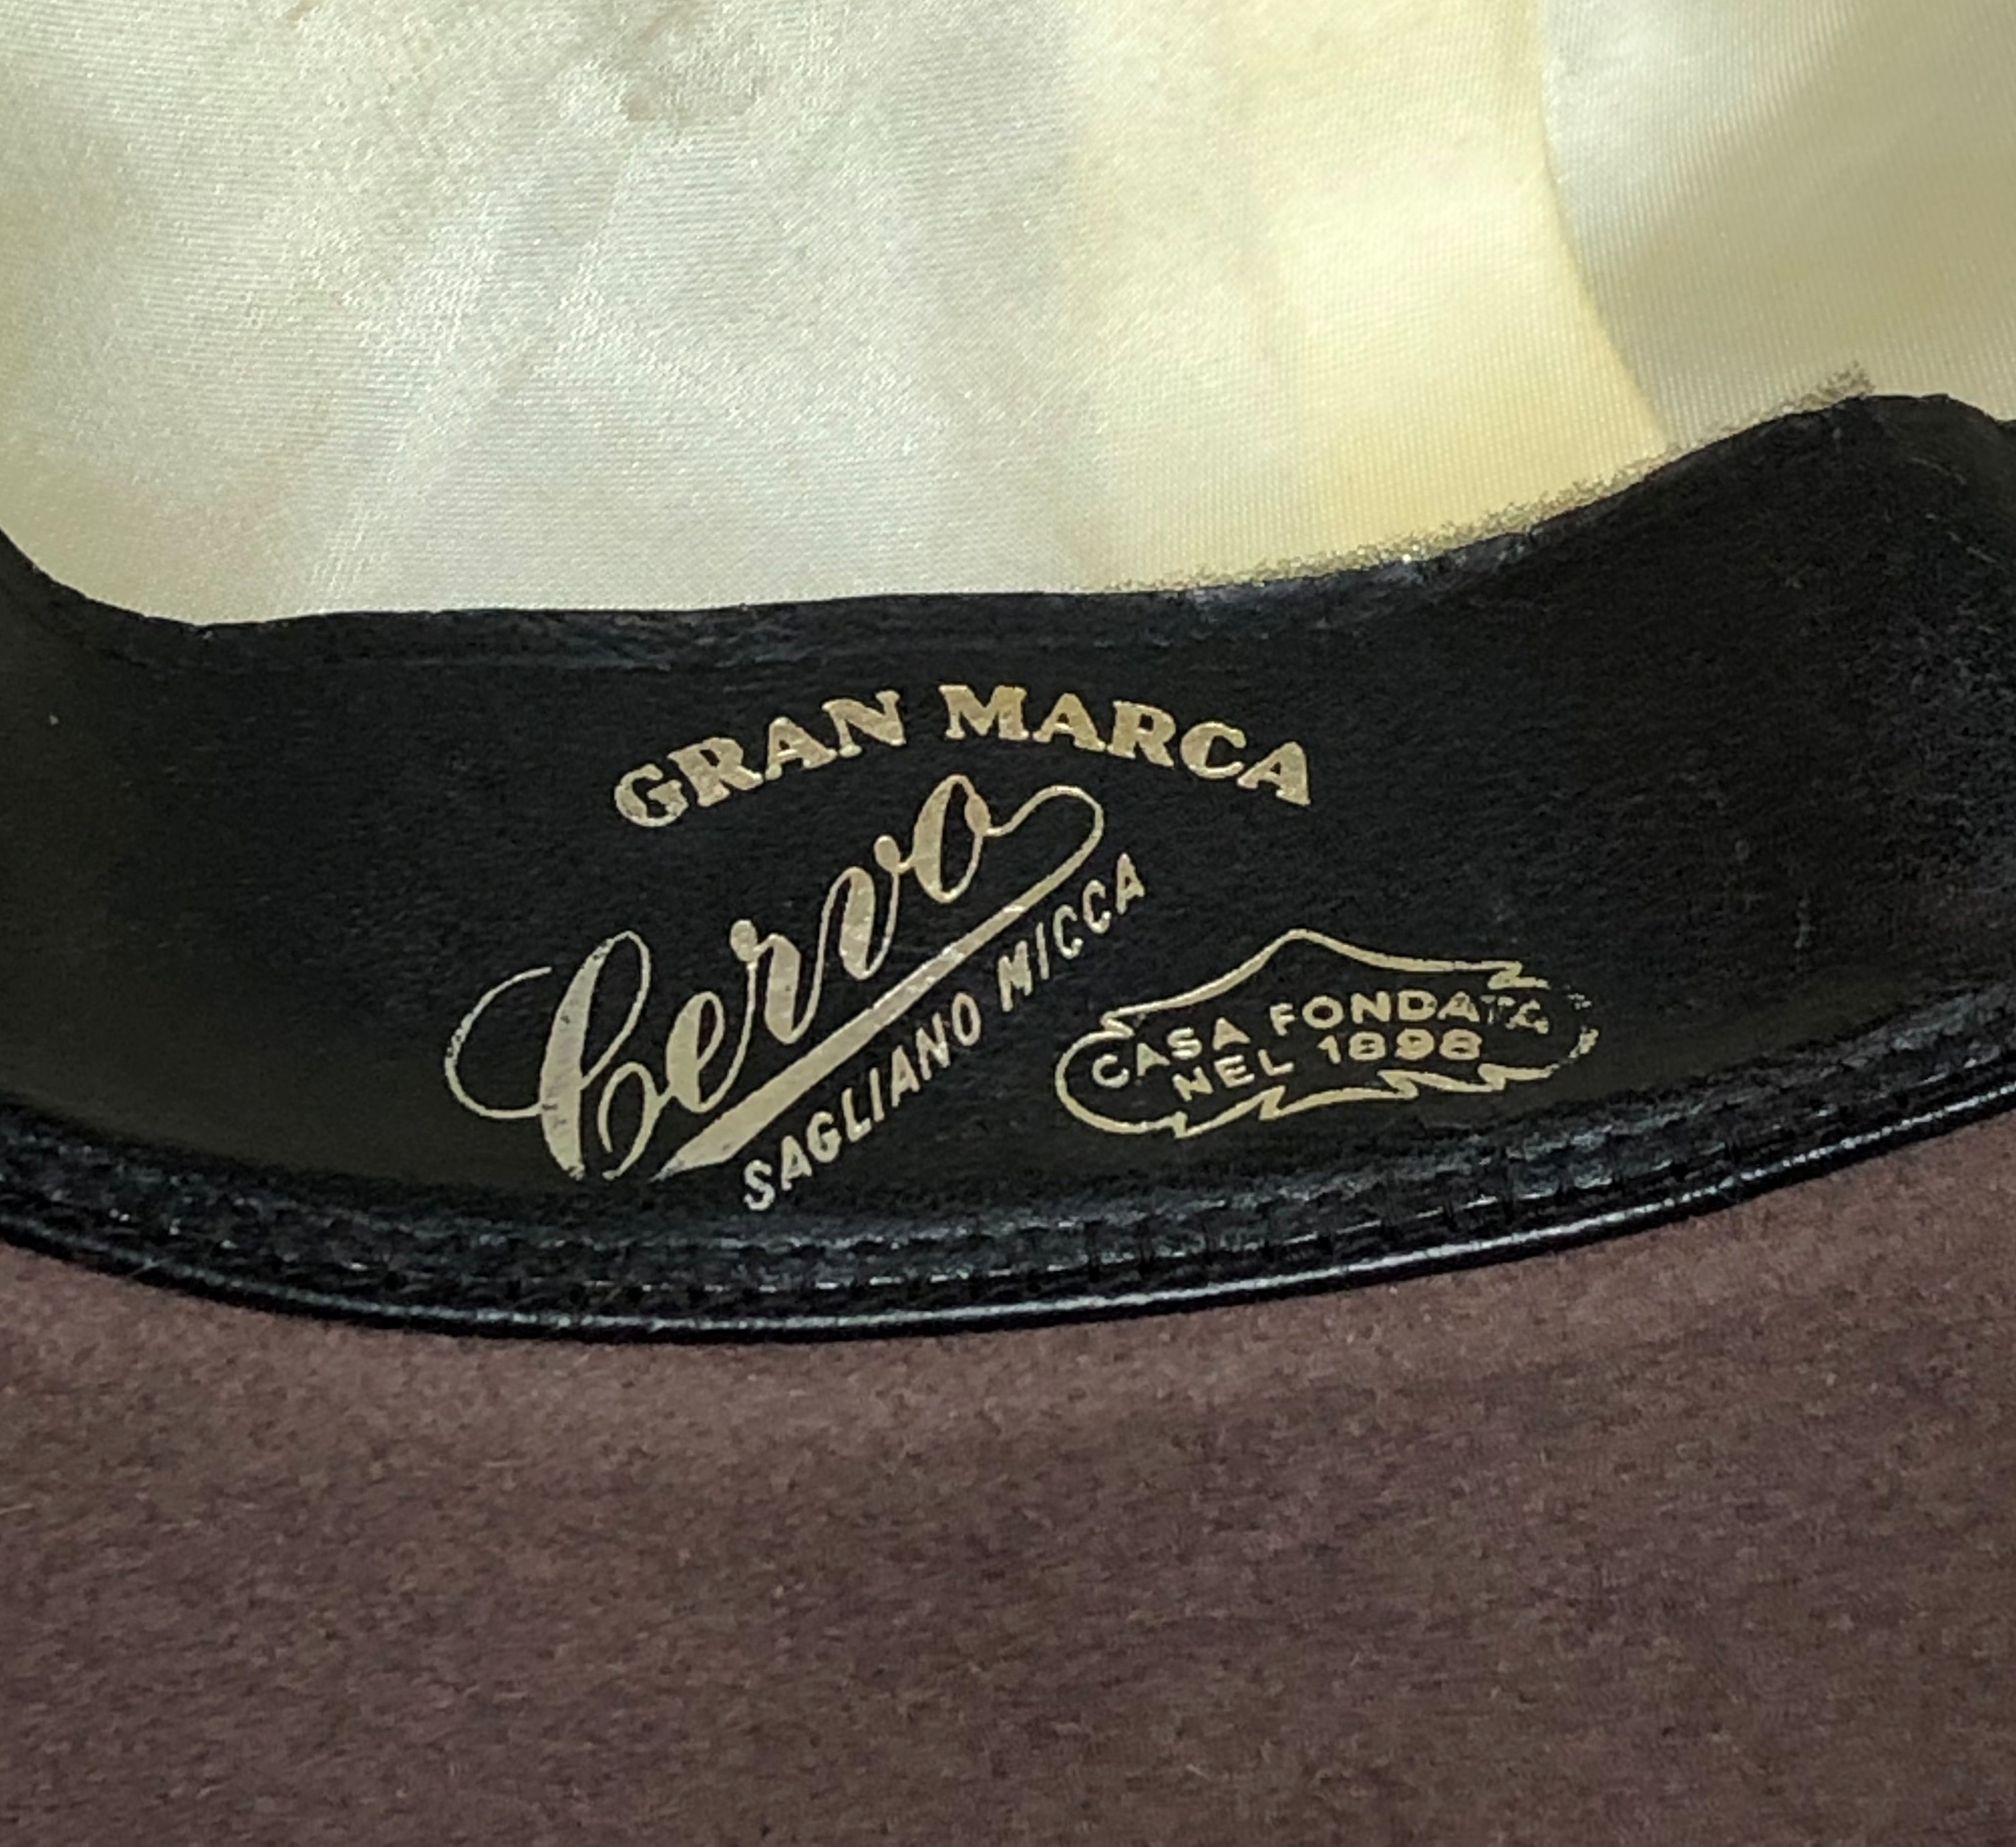 GRAN MARCA
Cervo
SAGLIANO MICCA
CASA FONDATA
NEL 1898